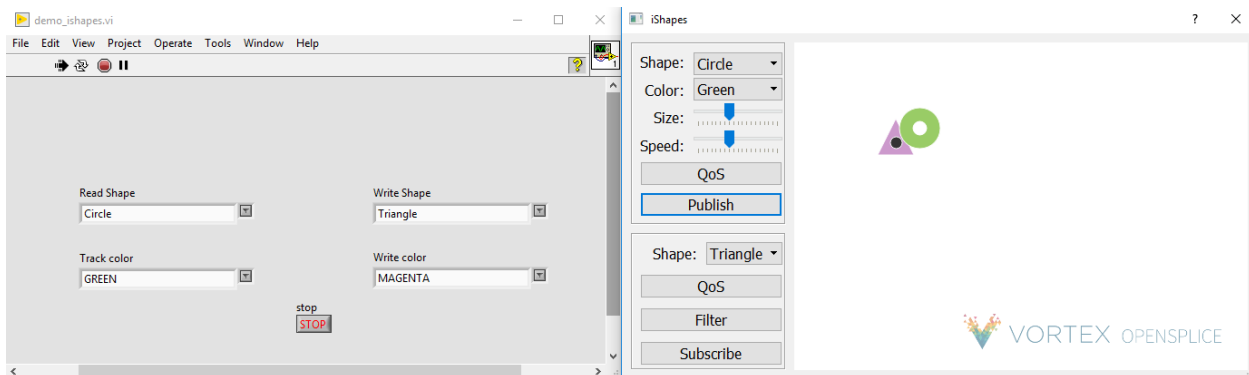 demo_ishapes.vi
File Edit View Project Operate Tools Window Help
1
Read Shape
Circle
Write Shape
Triangle
Track color
GREEN
Write color
MAGENTA
stop
STOP
iShapes
Shape: Circle
Color: Green
Size:
Speed:
QoS
Publish
Shape: Triangle
QoS
Filter
Subscribe
VORTEX OPENSPLICE